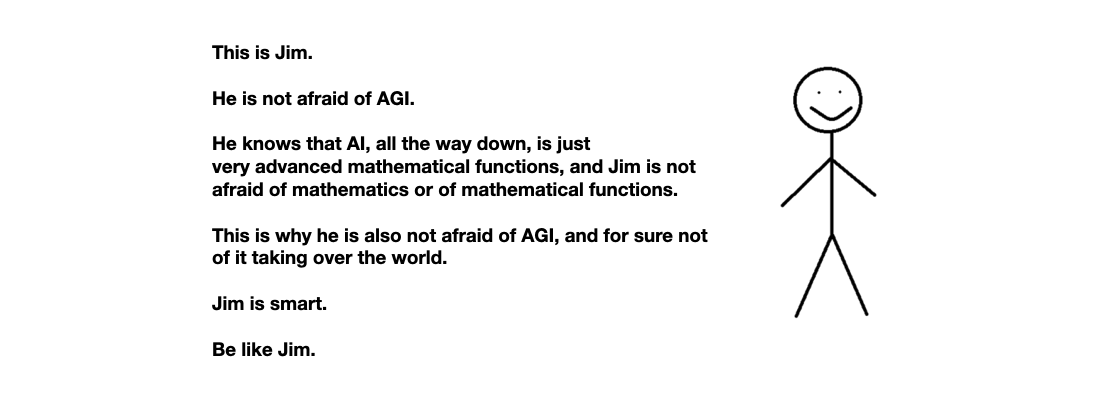 This is Jim.
He is not afraid of AGI.
He knows that AI, all the way down, is just
very advanced mathematical functions, and Jim is not
afraid of mathematics or of mathematical functions.
This is why he is also not afraid of AGI, and for sure not
of it taking over the world.
Jim is smart.
Be like Jim.